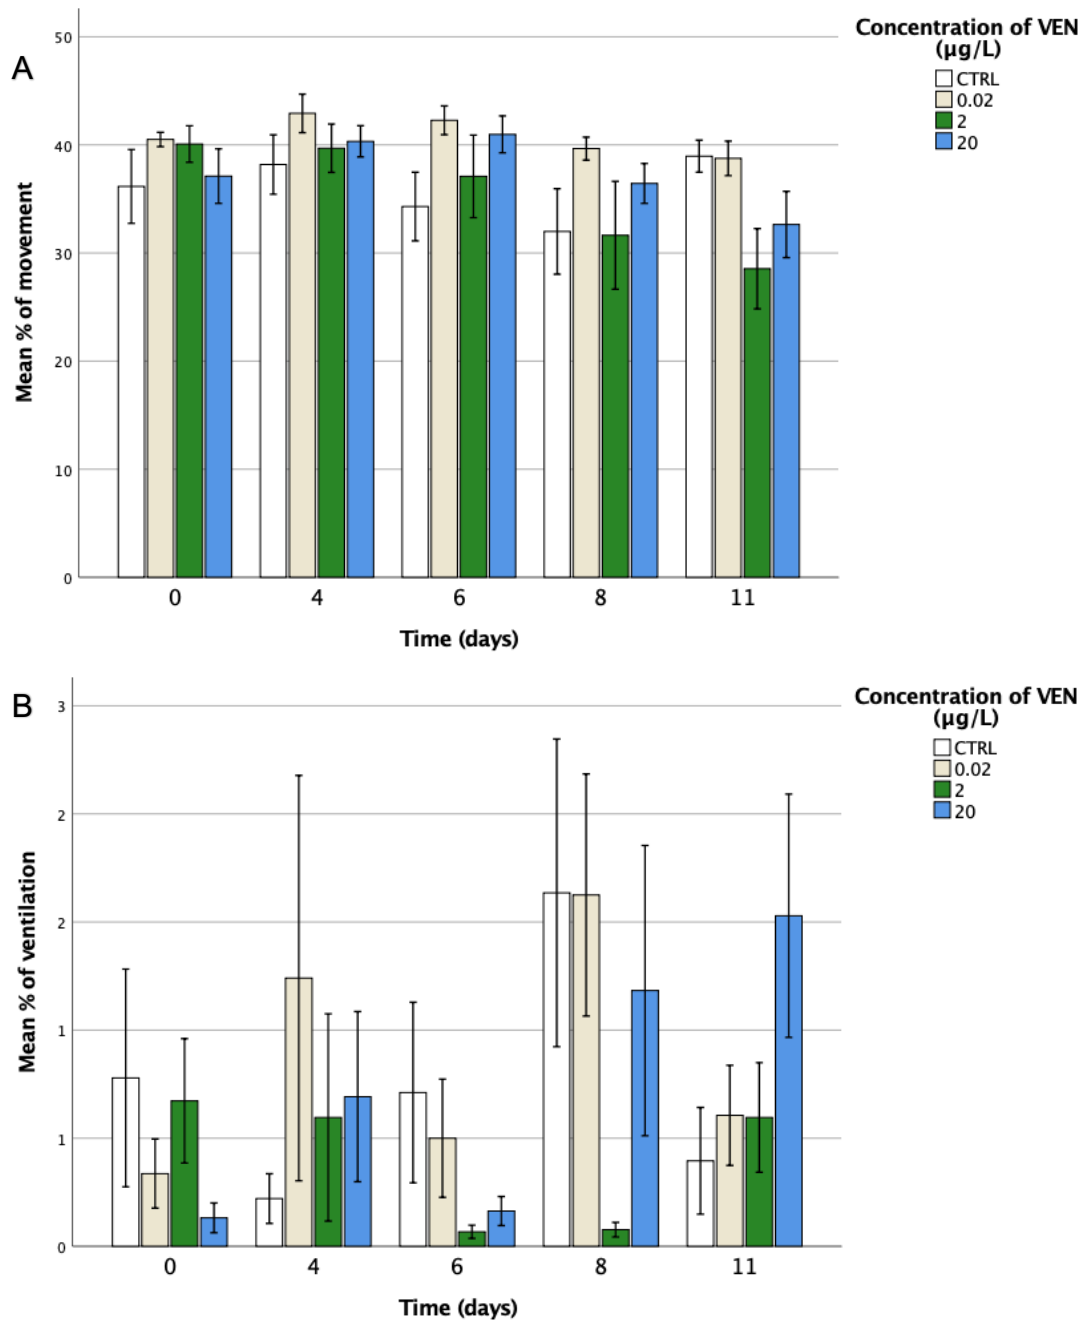 A
Concentration of VEN
(µg/L)
CTRL
0.02
2
20
Mean % of movement
50
40
30
20
10
0
0 4 6 8 11
Time (days)
B
Concentration of VEN
(µg/L)
CTRL
0.02
2
20
Mean % of ventilation
3
2
2
1
1
0
0 4 6 8 11
Time (days)